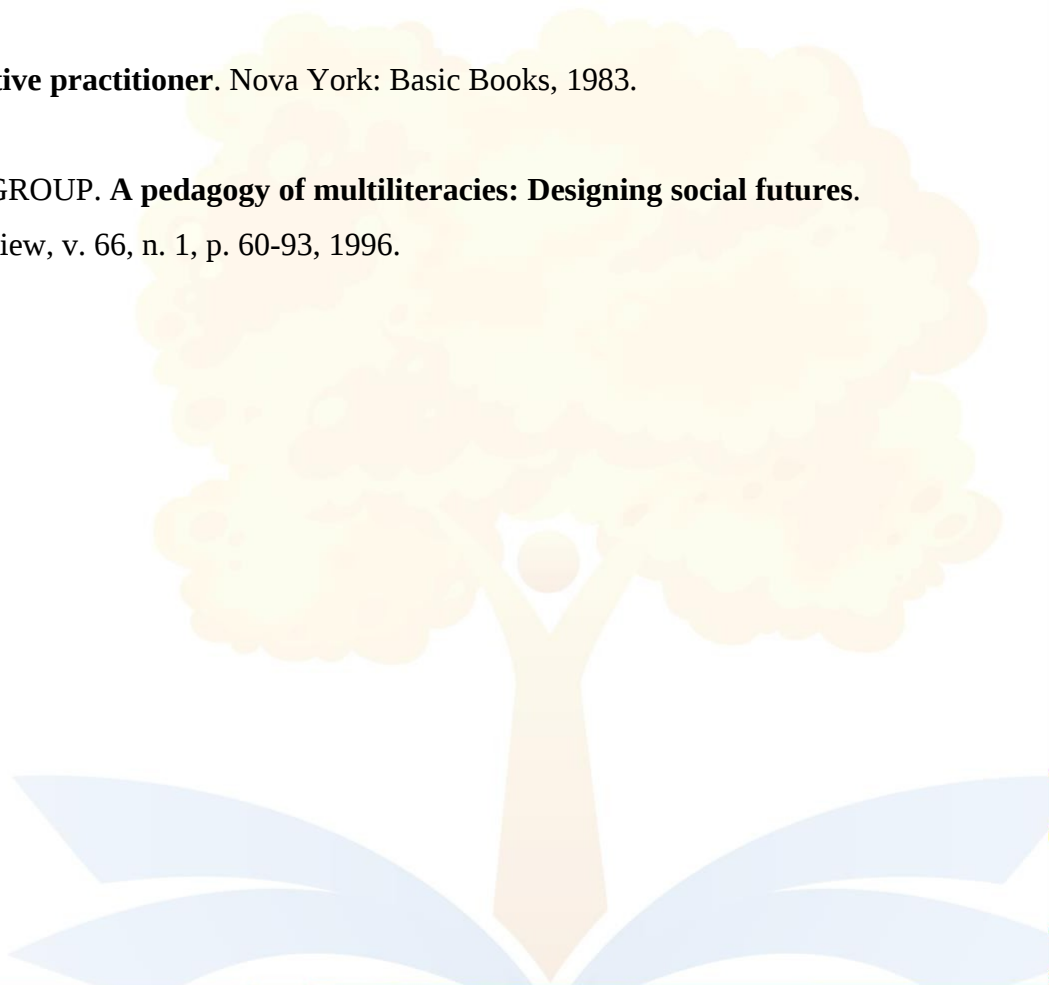 tive practitioner. Nova York: Basic Books, 1983.
GROUP. A pedagogy of multiliteracies: Designing social futures.
iew, v. 66, n. 1, p. 60-93, 1996.